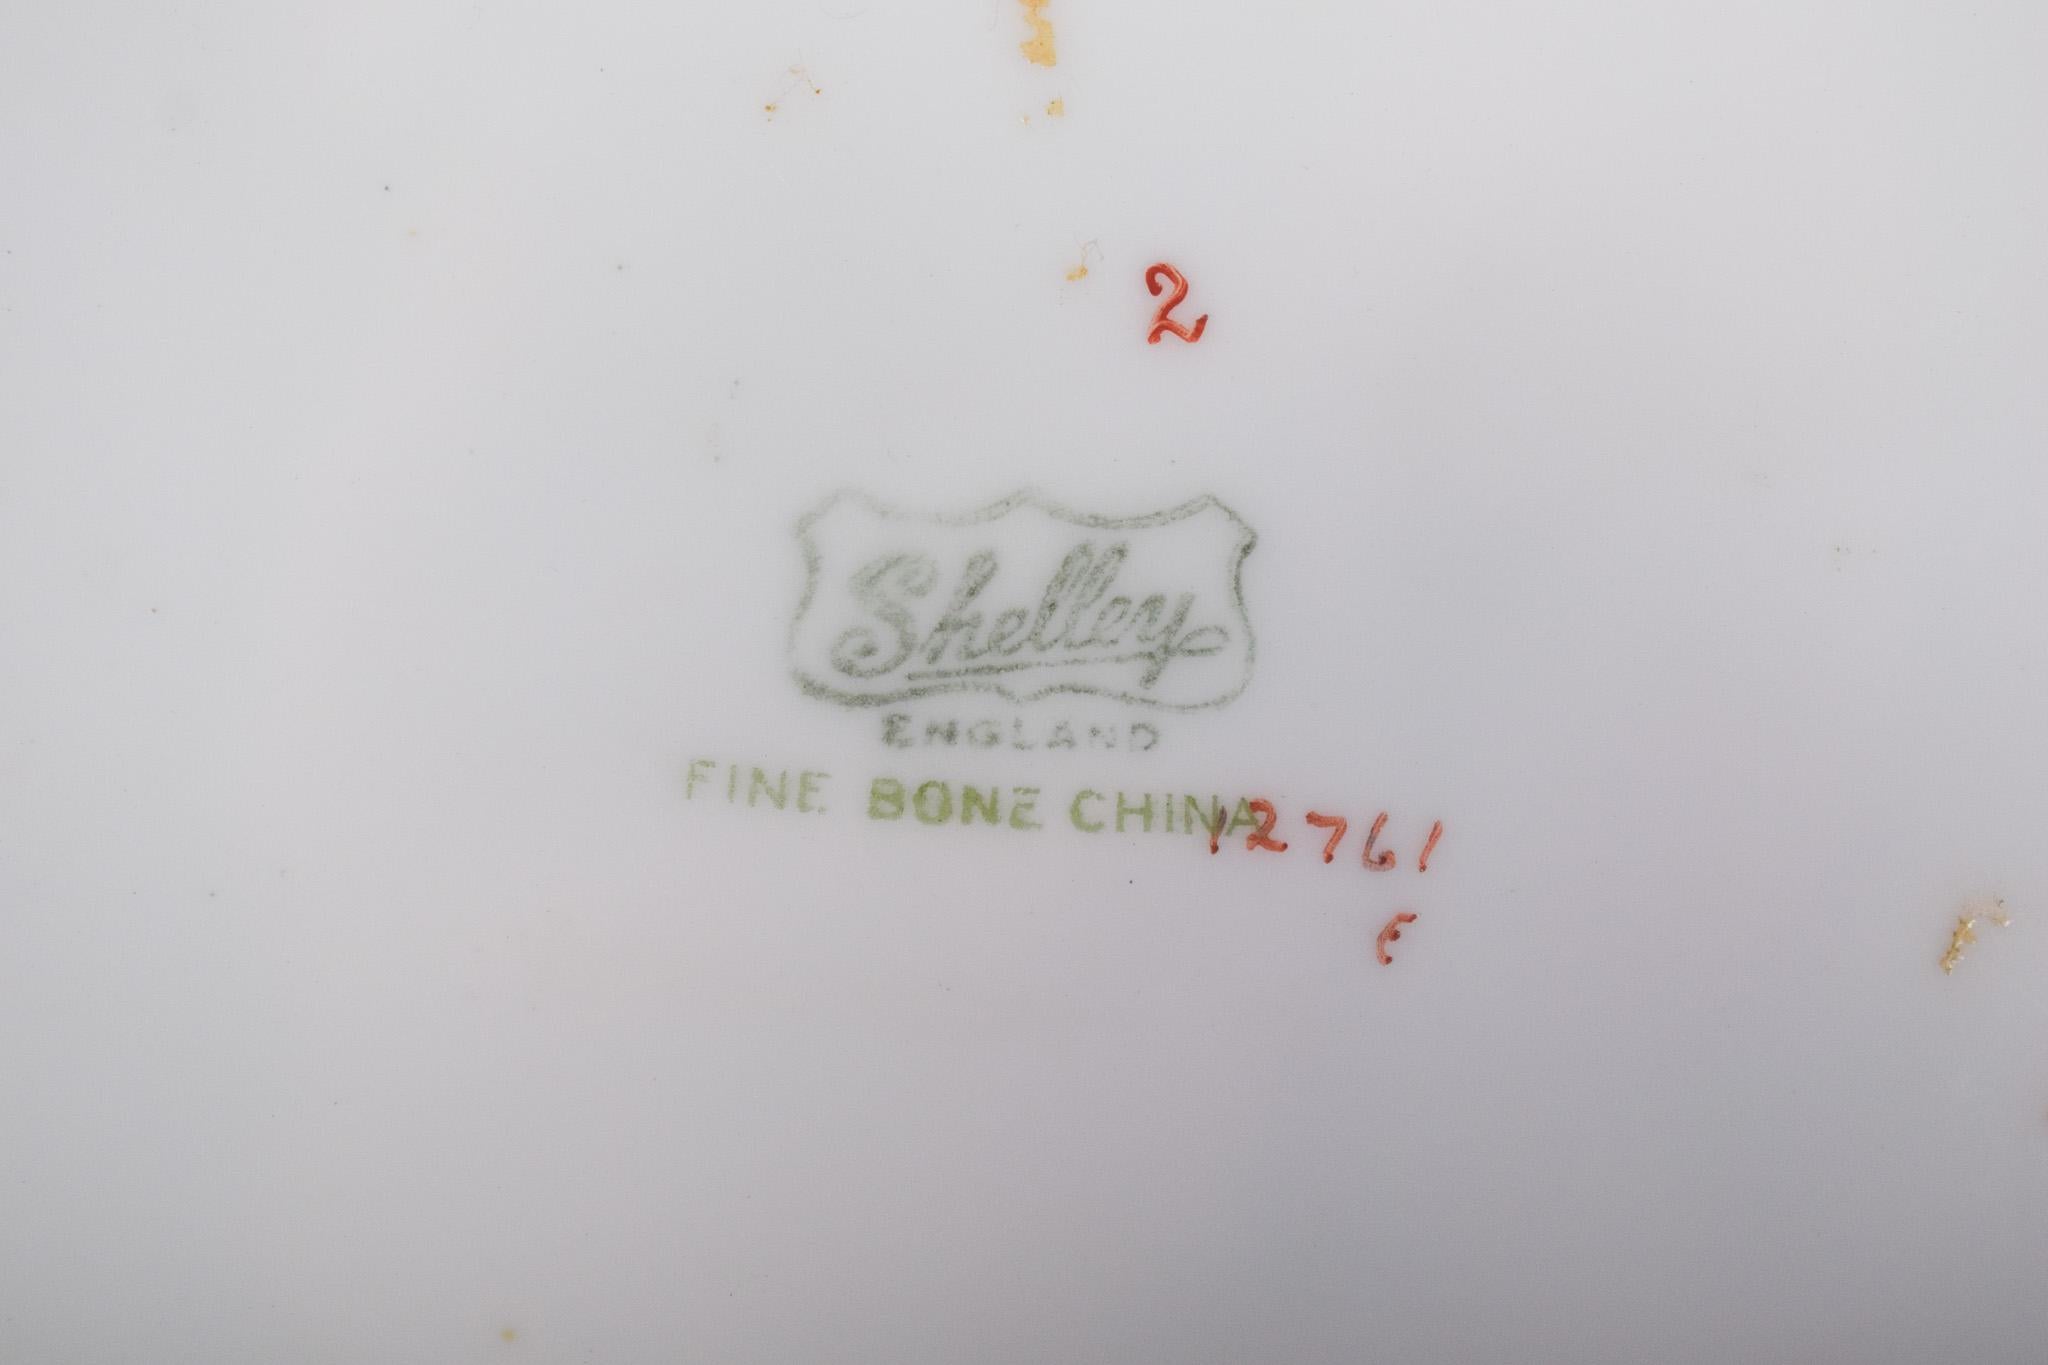 2
Shelley
ENGLAND
FINE BONE CHINA
12761